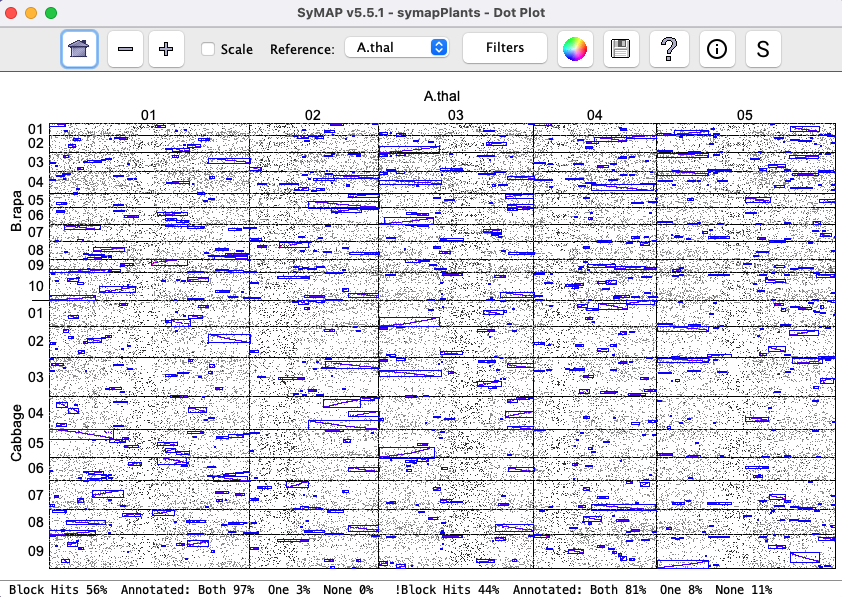 SyMAP v5.5.1 - symapPlants - Dot Plot
Scale Reference: A.thal Filters S
A.thal
01 02 03 04 05
B.rapa
01
02
03
04
05
06
07
08
09
10
Cabbage
01
02
03
04
05
06
07
08
09
Block Hits 56% Annotated: Both 97% One 3% None 0% !Block Hits 44% Annotated: Both 81% One 8% None 11%